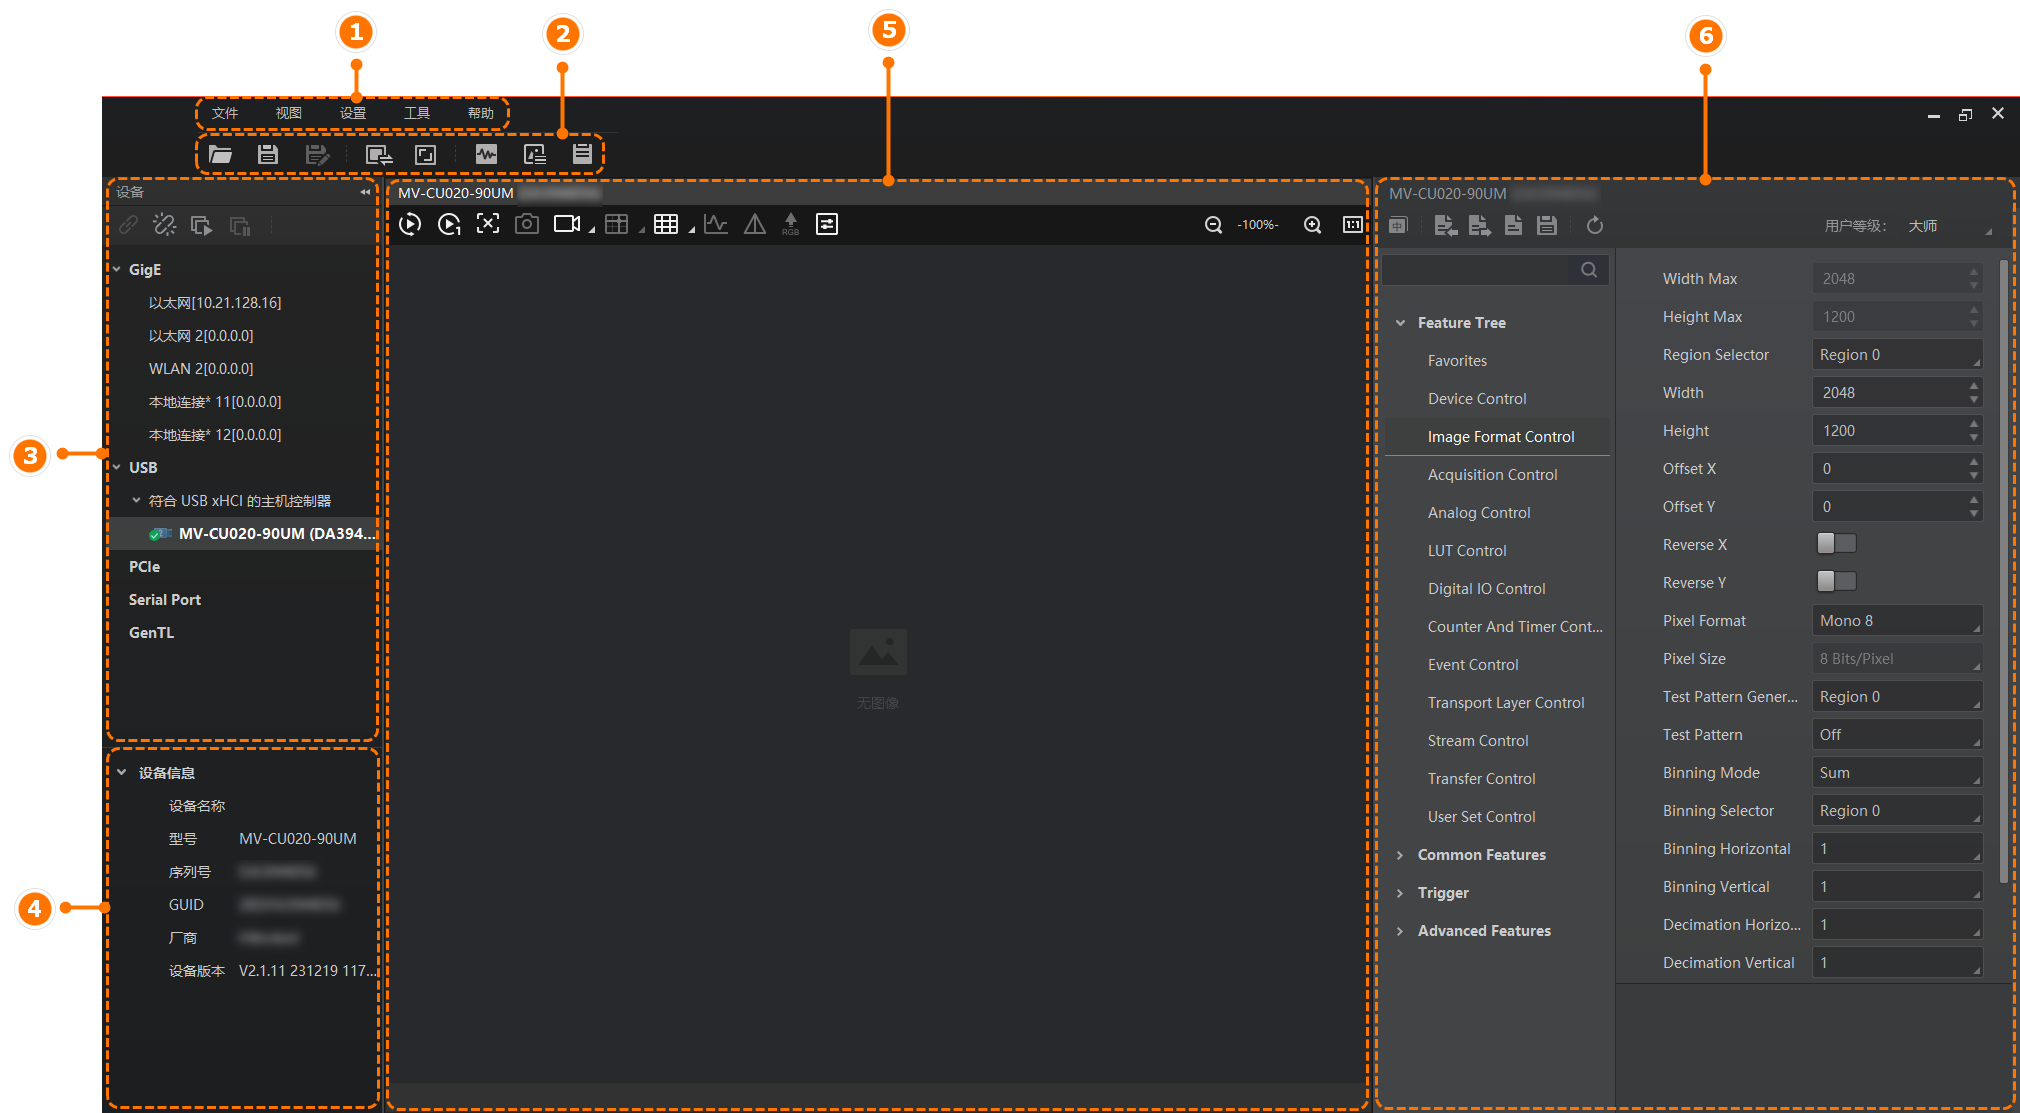 1
2
5
6
文件 视图 设置 工具 帮助
设备
3
GigE
以太网[10.21.128.16]
以太网 2[0.0.0.0]
WLAN 2[0.0.0.0]
本地连接* 11[0.0.0.0]
本地连接* 12[0.0.0.0]
USB
符合 USB xHCI 的主机控制器
MV-CU020-90UM (DA394...
PCIe
Serial Port
GenTL
4
设备信息
设备名称
型号 MV-CU020-90UM
序列号
GUID
厂商
设备版本 V2.1.11 231219 117...
MV-CU020-90UM
1
RGB
-100%-
1:1
无图像
MV-CU020-90UM
中
用户等级： 大师
Feature Tree
Favorites
Device Control
Image Format Control
Acquisition Control
Analog Control
LUT Control
Digital IO Control
Counter And Timer Cont...
Event Control
Transport Layer Control
Stream Control
Transfer Control
User Set Control
Common Features
Trigger
Advanced Features
Width Max 2048
Height Max 1200
Region Selector Region 0
Width 2048
Height 1200
Offset X 0
Offset Y 0
Reverse X
Reverse Y
Pixel Format Mono 8
Pixel Size 8 Bits/Pixel
Test Pattern Gener... Region 0
Test Pattern Off
Binning Mode Sum
Binning Selector Region 0
Binning Horizontal 1
Binning Vertical 1
Decimation Horizo... 1
Decimation Vertical 1